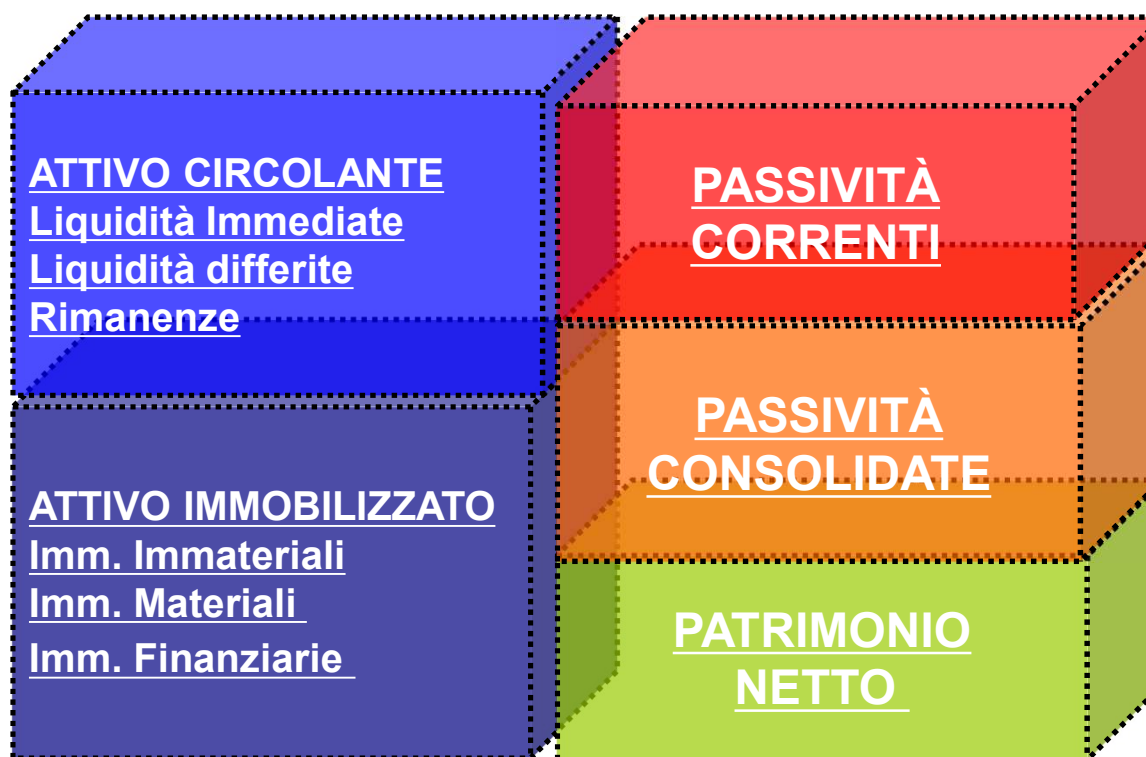 ATTIVO CIRCOLANTE
Liquidità Immediate
Liquidità differite
Rimanenze
ATTIVO IMMOBILIZZATO
Imm. Immateriali
Imm. Materiali
Imm. Finanziarie
PASSIVITÀ
CORRENTI
PASSIVITÀ
CONSOLIDATE
PATRIMONIO
NETTO